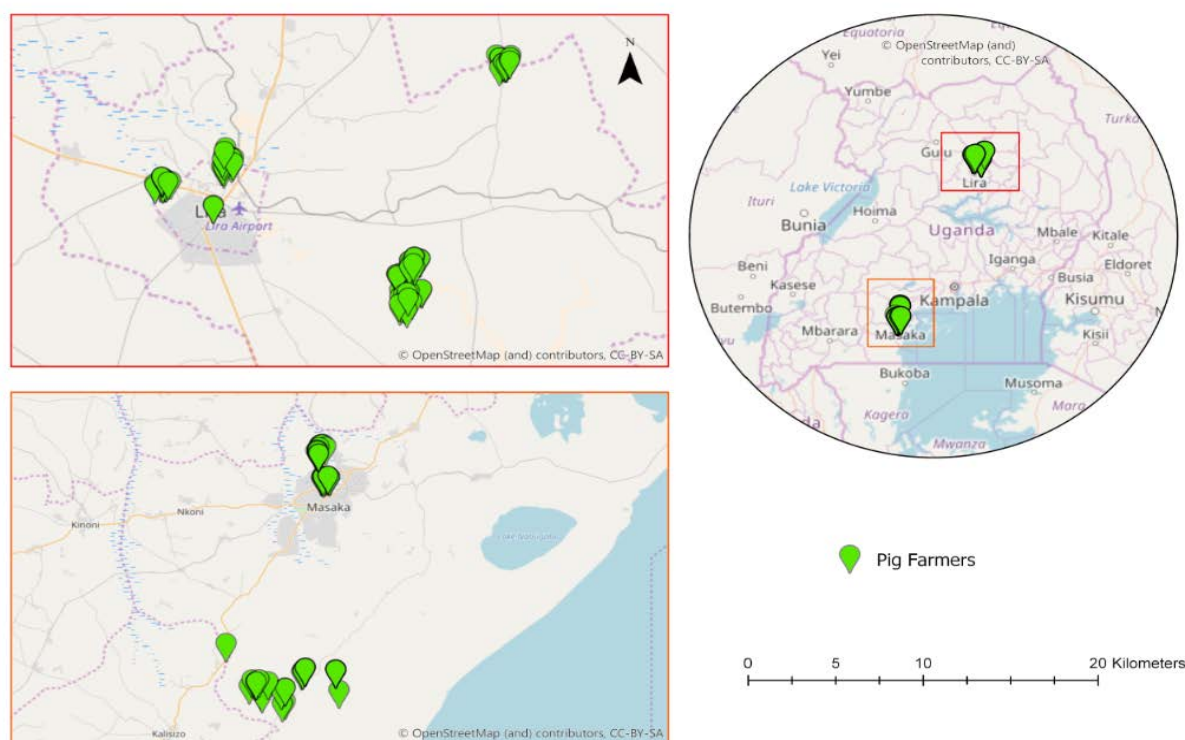 N
Lira
Lira Airport
© OpenStreetMap (and) contributors, CC-BY-SA
Kinoni
Nkoni
Masaka
Kalisizo
© OpenStreetMap (and) contributors, CC-BY-SA
Equatoria
© OpenStreetMap (and)
contributors, CC-BY-SA
Yei
Yumbe
Turka
Gulu
Lira
Lake Victoria
Ituri
Bunia
Hoima
Uganda
Mbale
Kitale
Beni
Iganga
Busia
Eldoret
Kasese
Butembo
Kampala
Kisumu
Mbarara
Masaka
Kisii
Bukoba
Musoma
Kagera
Mara
Mwanza
Pig Farmers
0 5 10 20 Kilometers